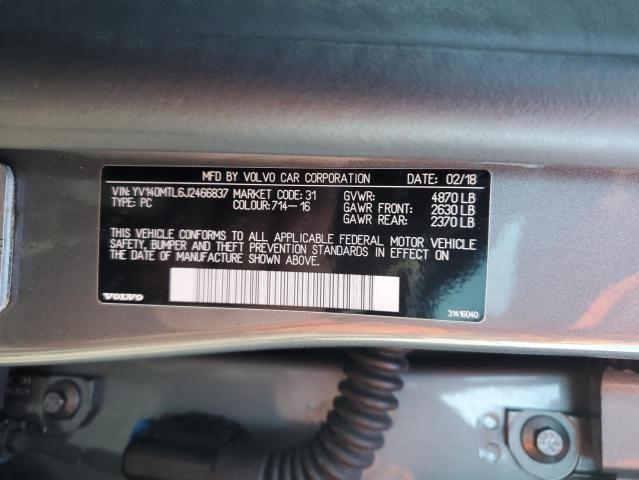 MFD BY VOLVO CAR CORPORATION DATE: 02/18
VIN: YV140MTL6J2466837 MARKET CODE: 31 GVWR: 4870 LB
TYPE: PC COLOUR: 714-16 GAWR FRONT: 2630 LB
GAWR REAR: 2370 LB
THIS VEHICLE CONFORMS TO ALL APPLICABLE FEDERAL MOTOR VEHICLE
SAFETY, BUMPER AND THEFT PREVENTION STANDARDS IN EFFECT ON
THE DATE OF MANUFACTURE SHOWN ABOVE.
VOLVO 31416040